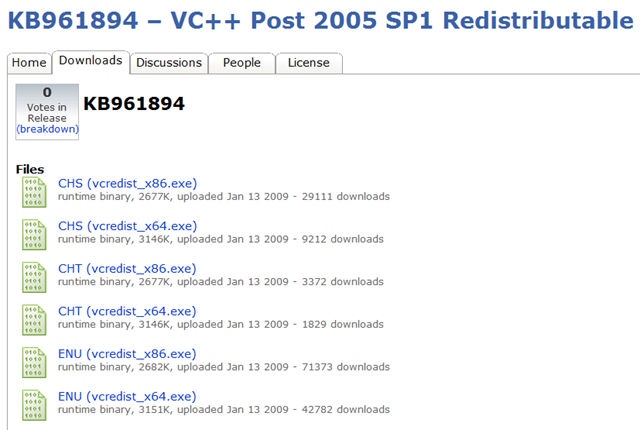 KB961894 – VC++ Post 2005 SP1 Redistributable
Home Downloads Discussions People License
0
Votes in
Release
(breakdown)
KB961894
Files
CHS (vcredist_x86.exe)
runtime binary, 2677K, uploaded Jan 13 2009 - 29111 downloads
CHS (vcredist_x64.exe)
runtime binary, 3146K, uploaded Jan 13 2009 - 9212 downloads
CHT (vcredist_x86.exe)
runtime binary, 2677K, uploaded Jan 13 2009 - 3372 downloads
CHT (vcredist_x64.exe)
runtime binary, 3146K, uploaded Jan 13 2009 - 1829 downloads
ENU (vcredist_x86.exe)
runtime binary, 2682K, uploaded Jan 13 2009 - 71373 downloads
ENU (vcredist_x64.exe)
runtime binary, 3151K, uploaded Jan 13 2009 - 42782 downloads